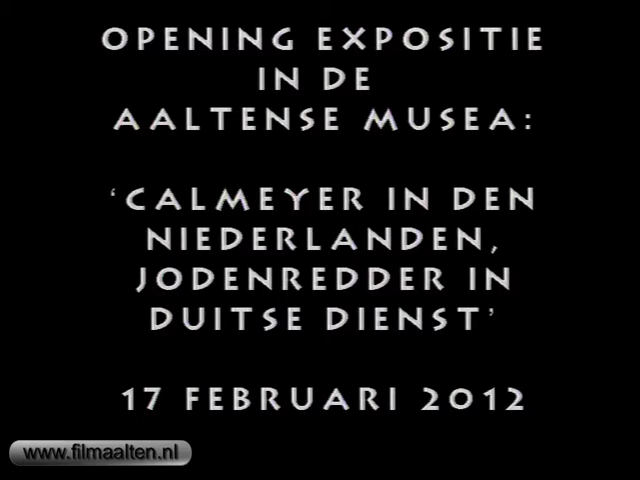 OPENING EXPOSITIE
IN DE
AALTENSE MUSEA:
‘CALMEYER IN DEN
NIEDERLANDEN,
JODENREDDER IN
DUITSE DIENST’
17 FEBRUARI 2012
www.filmaalten.nl